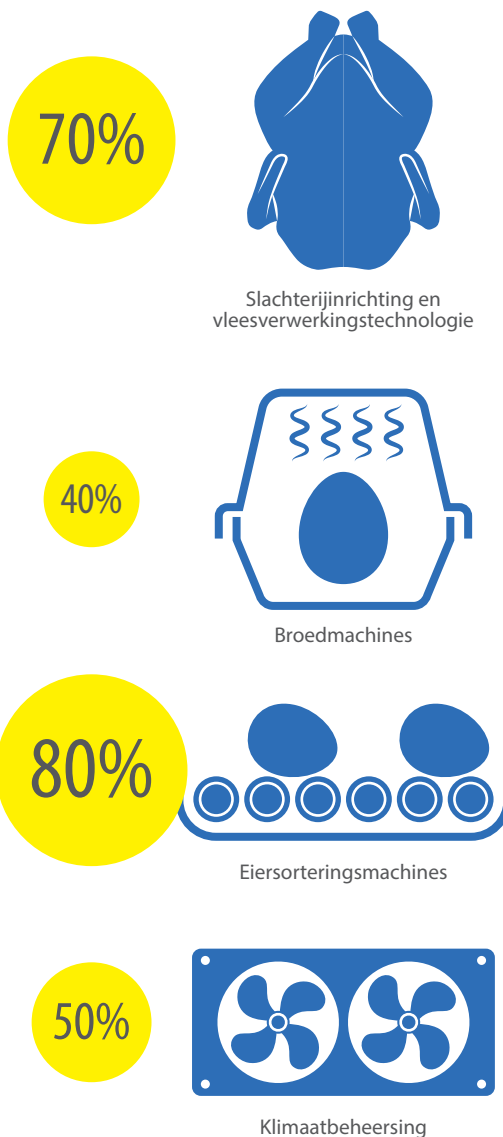 70%
Slachterijinrichting en
vleesverwerkingstechnologie
40%
Broedmachines
80%
Eiersorteringsmachines
50%
Klimaatbeheersing